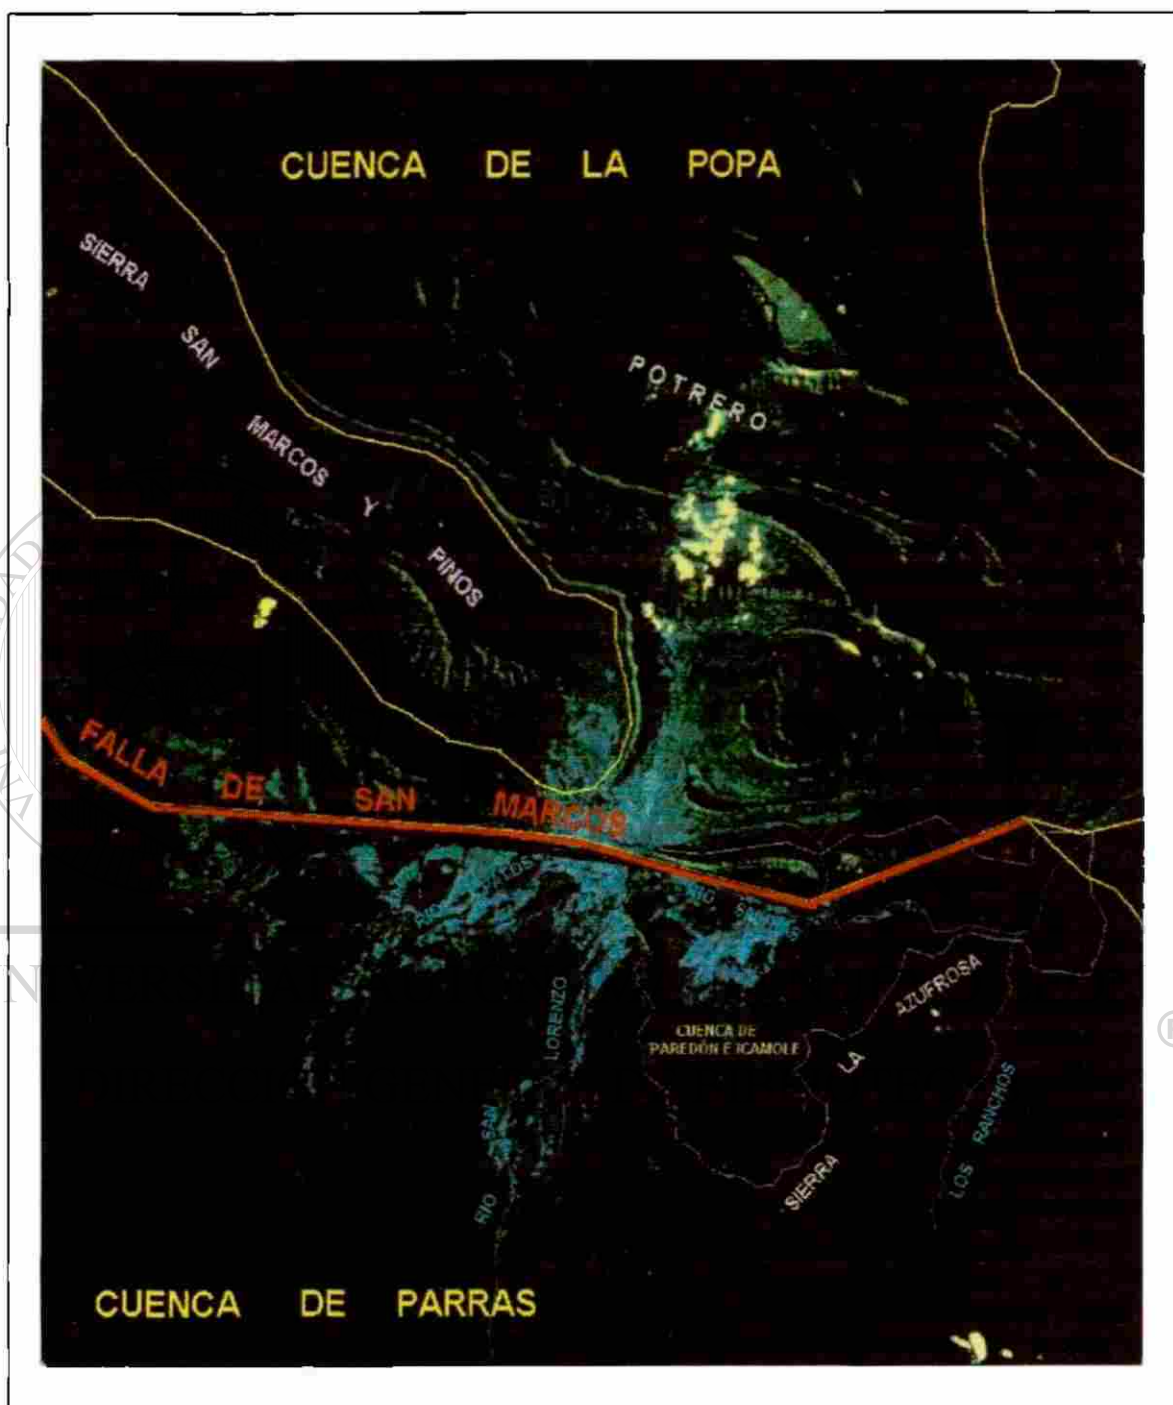 CUENCA DE LA POPA
SIERRA SAN MARCOS Y PINOS
POTRERO
FALLA DE SAN MARCOS
RIO SAN LORENZO
CUENCA DE
PAREDÓN E ICAMOLE
SIERRA LA AZUFROSA
LOS RANCHOS
CUENCA DE PARRAS